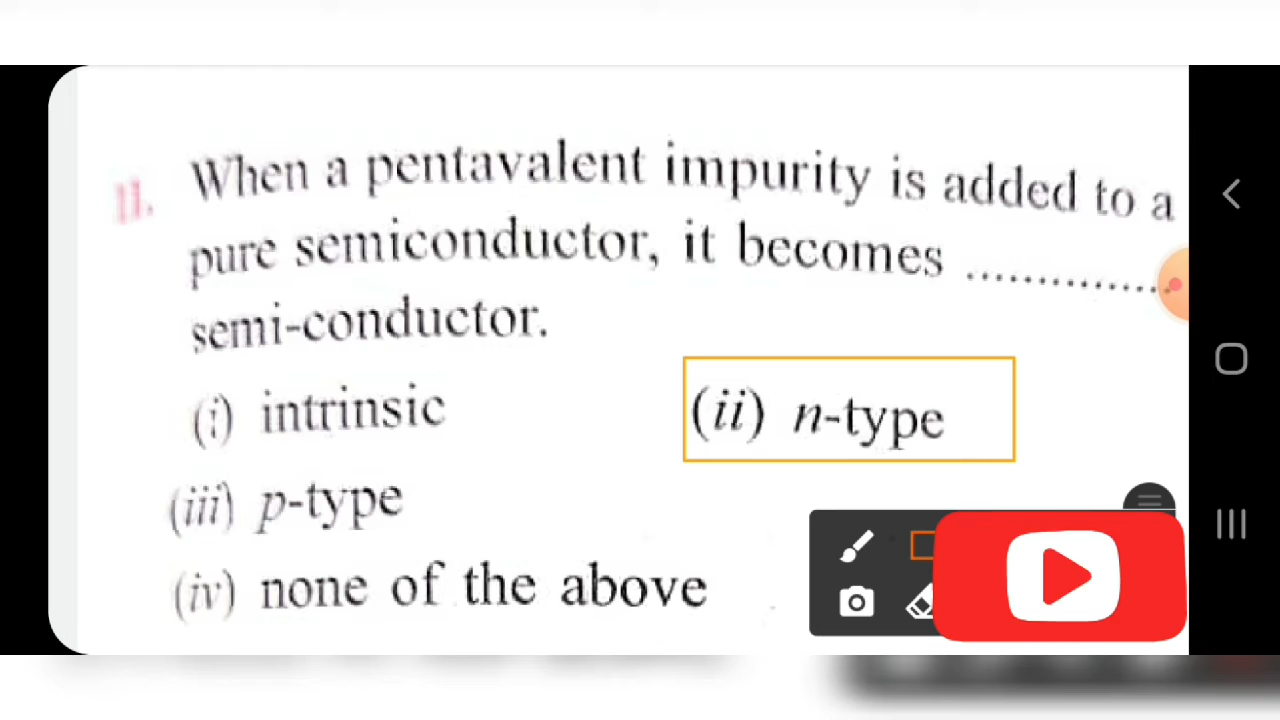 11. When a pentavalent impurity is added to a
pure semiconductor, it becomes ...............
semi-conductor.
(i) intrinsic (ii) n-type
(iii) p-type
(iv) none of the above